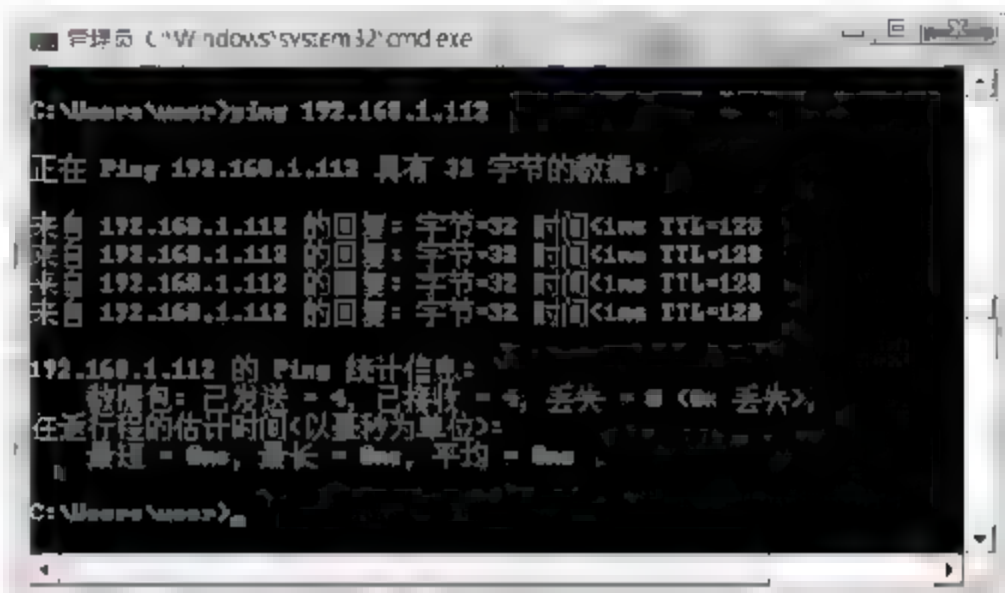 管理员 C:\Windows\system32\cmd.exe
C:\Users\user>ping 192.168.1.112
正在 Ping 192.168.1.112 具有 32 字节的数据:
来自 192.168.1.112 的回复: 字节=32 时间<1ms TTL=128
来自 192.168.1.112 的回复: 字节=32 时间<1ms TTL=128
来自 192.168.1.112 的回复: 字节=32 时间<1ms TTL=128
来自 192.168.1.112 的回复: 字节=32 时间<1ms TTL=128
192.168.1.112 的 Ping 统计信息:
数据包: 已发送 = 4, 已接收 = 4, 丢失 = 0 (0% 丢失),
往返行程的估计时间(以毫秒为单位):
最短 = 0ms, 最长 = 0ms, 平均 = 0ms
C:\Users\user>_